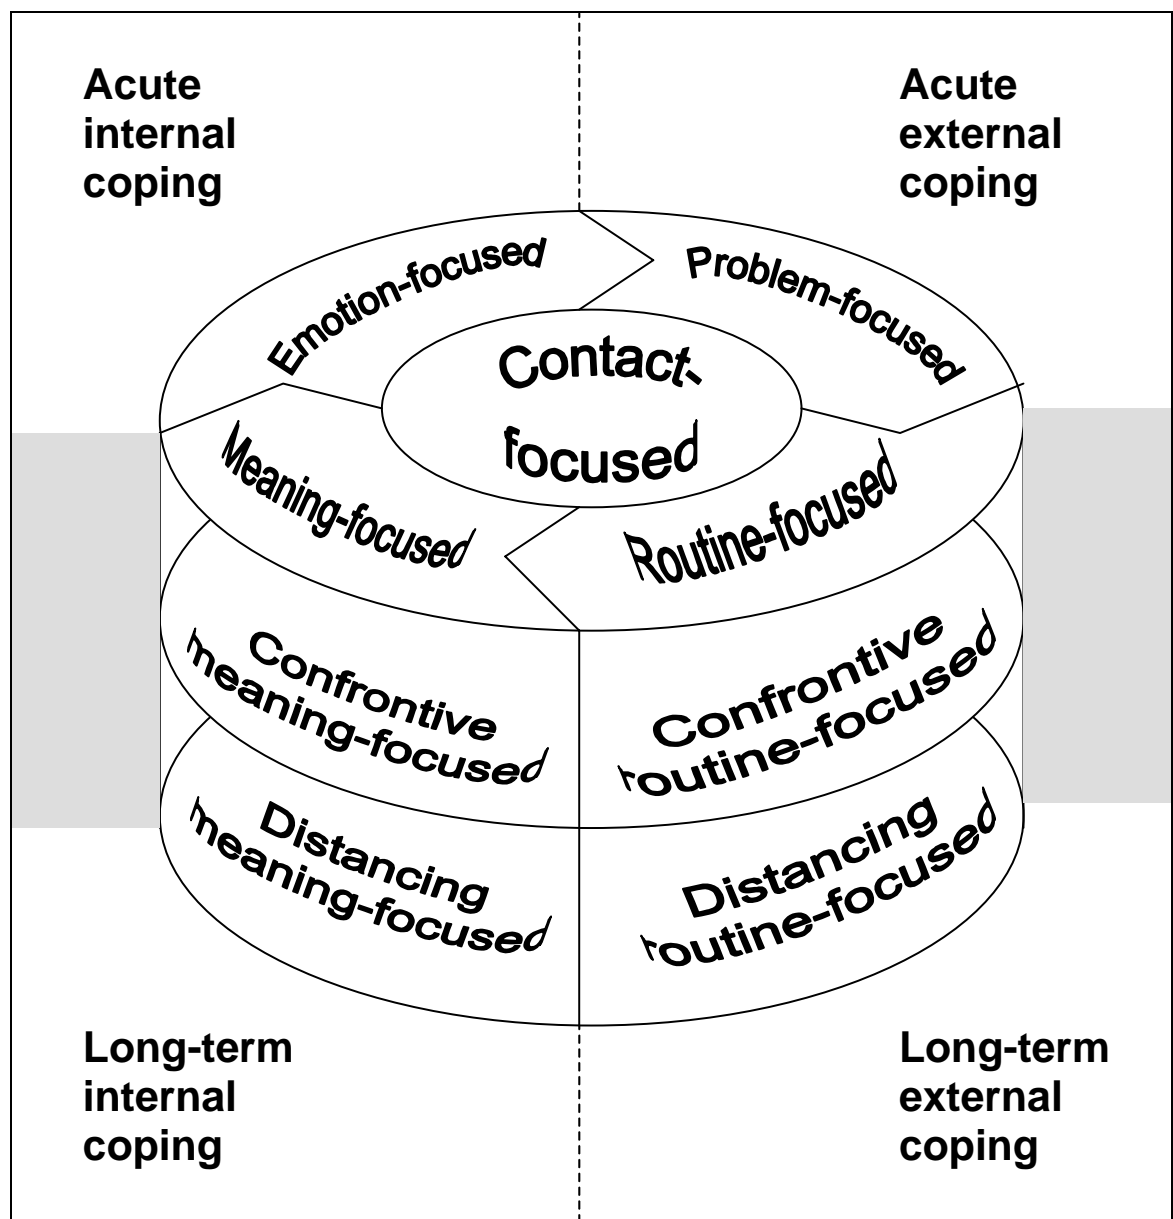 Acute
internal
coping
Acute
external
coping
Emotion-focused
Problem-focused
Contact-
focused
Meaning-focused
Routine-focused
Confrontive
meaning-focused
Confrontive
routine-focused
Distancing
meaning-focused
Distancing
routine-focused
Long-term
internal
coping
Long-term
external
coping